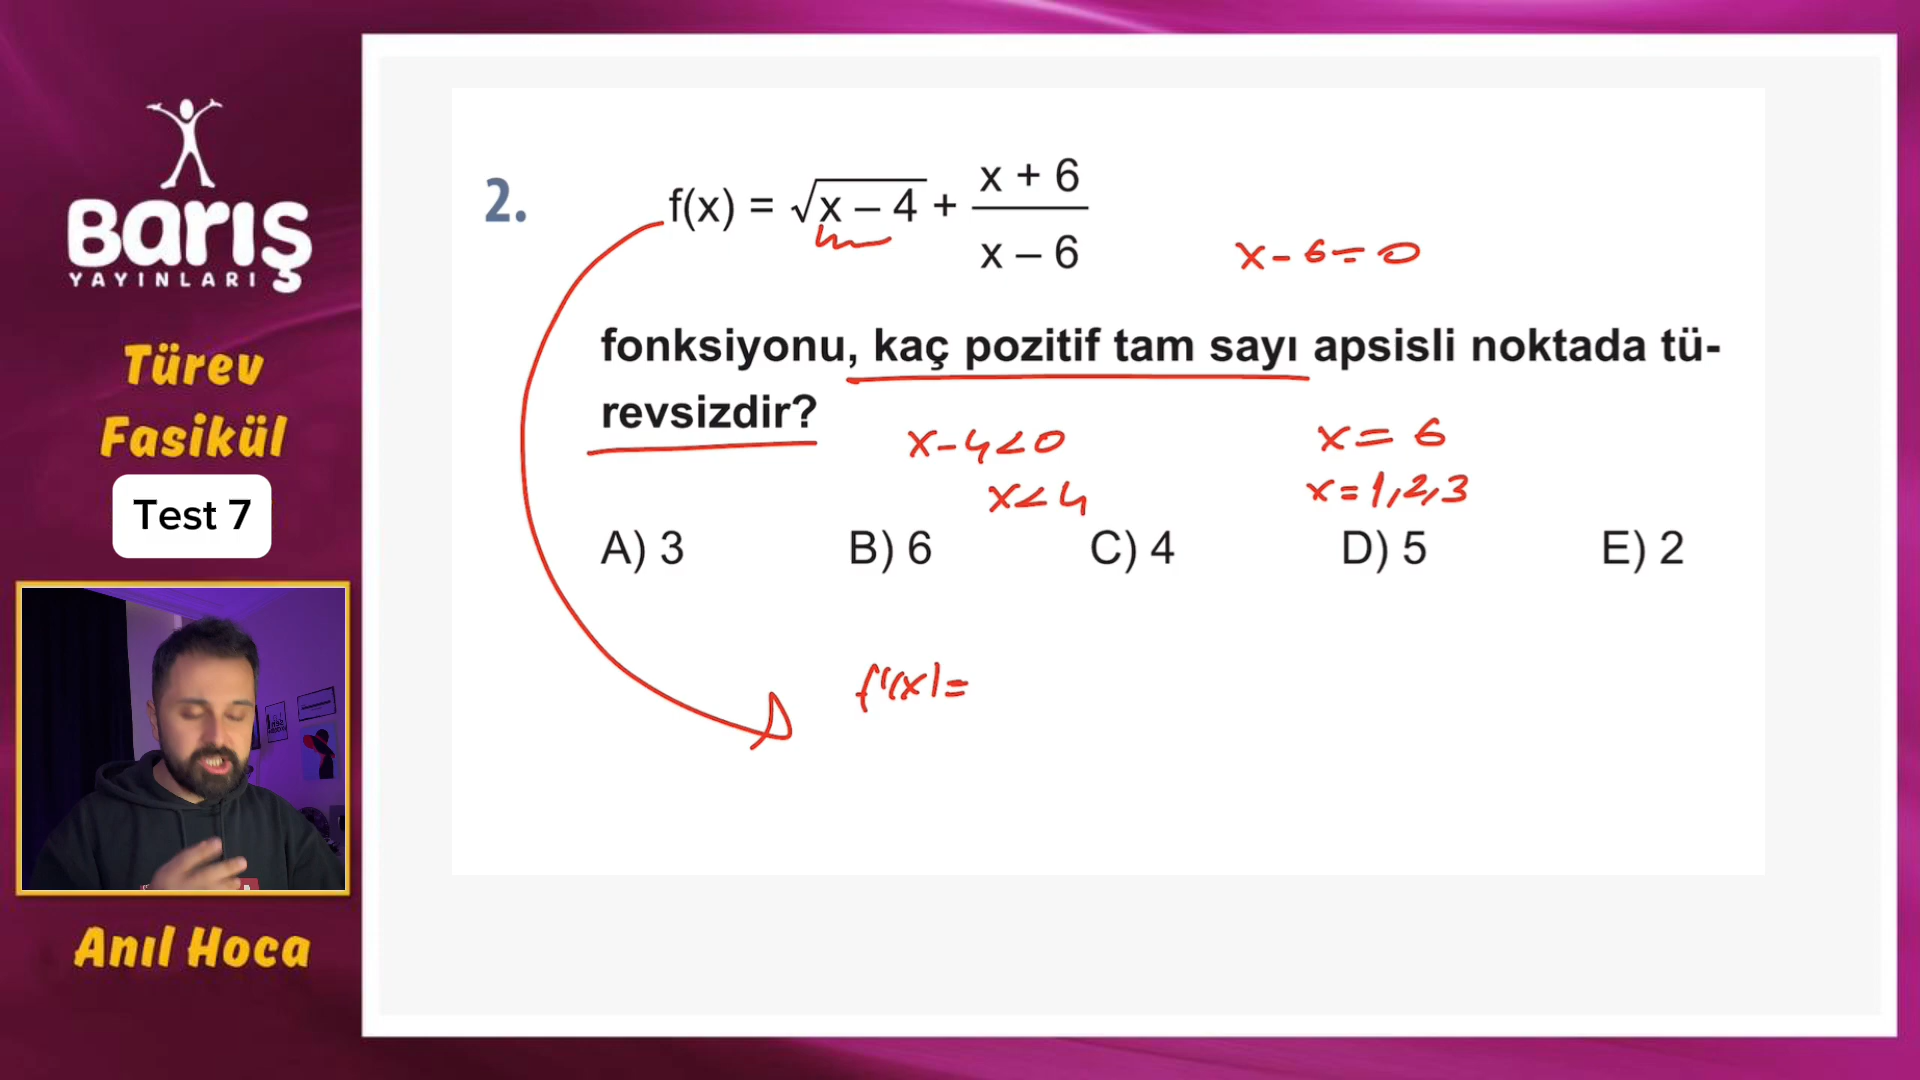 BARIŞ
YAYINLARI
Türev
Fasikül
Test 7
Anıl Hoca
2. f(x) = √x – 4 + x + 6 / x – 6
x - 6 = 0
fonksiyonu, kaç pozitif tam sayı apsisli noktada tü-
revsizdir?
x - 4 < 0
x < 4
x = 6
x = 1, 2, 3
A) 3 B) 6 C) 4 D) 5 E) 2
f'(x) =